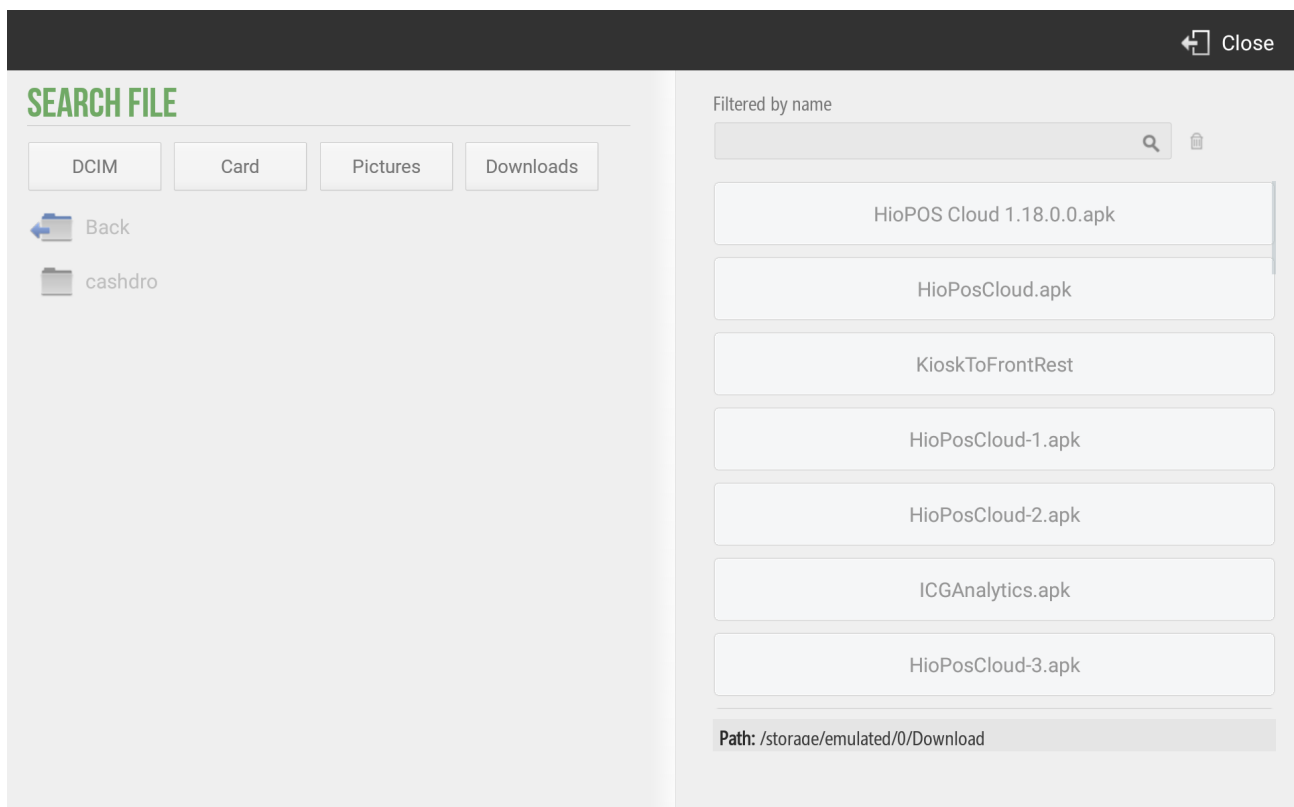 Close
SEARCH FILE
DCIM Card Pictures Downloads
Back
cashdro
Filtered by name
HioPOS Cloud 1.18.0.0.apk
HioPosCloud.apk
KioskToFrontRest
HioPosCloud-1.apk
HioPosCloud-2.apk
ICGAnalytics.apk
HioPosCloud-3.apk
Path: /storage/emulated/0/Download